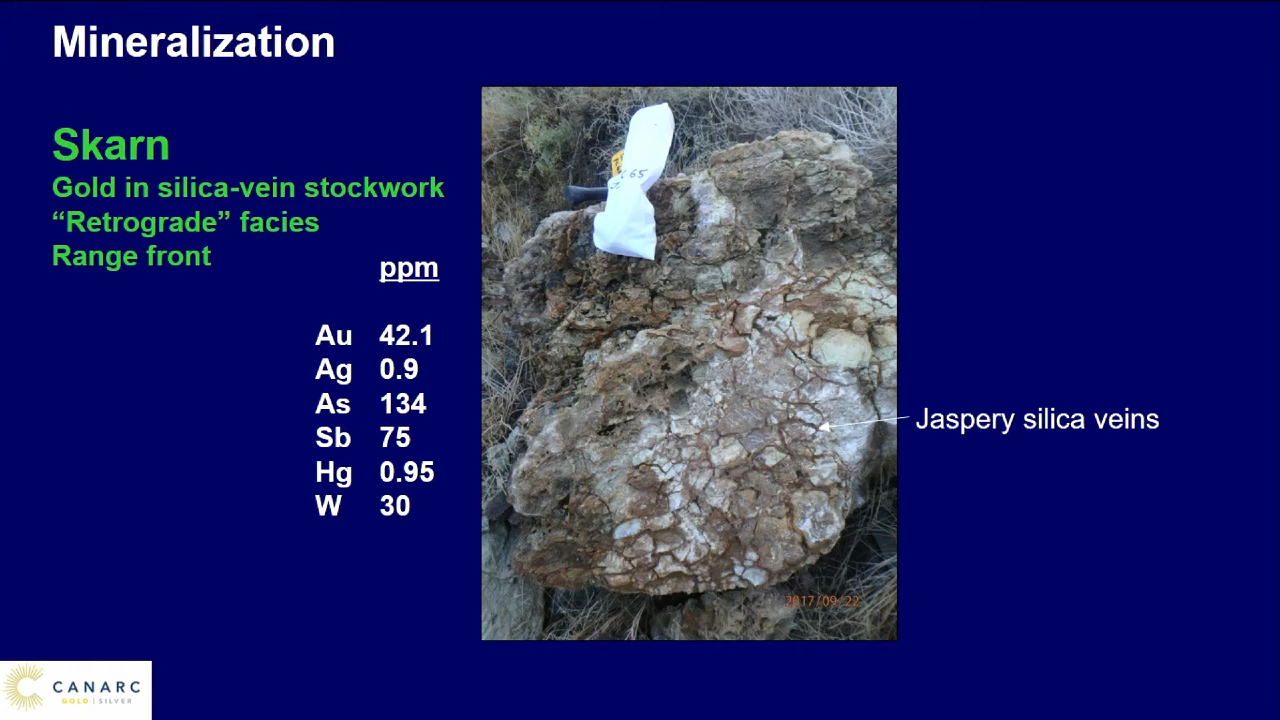 Mineralization
Skarn
Gold in silica-vein stockwork
“Retrograde” facies
Range front
ppm
Au 42.1
Ag 0.9
As 134
Sb 75
Hg 0.95
W 30
65
Jaspery silica veins
2017/09/22
CANARC
GOLD | SILVER